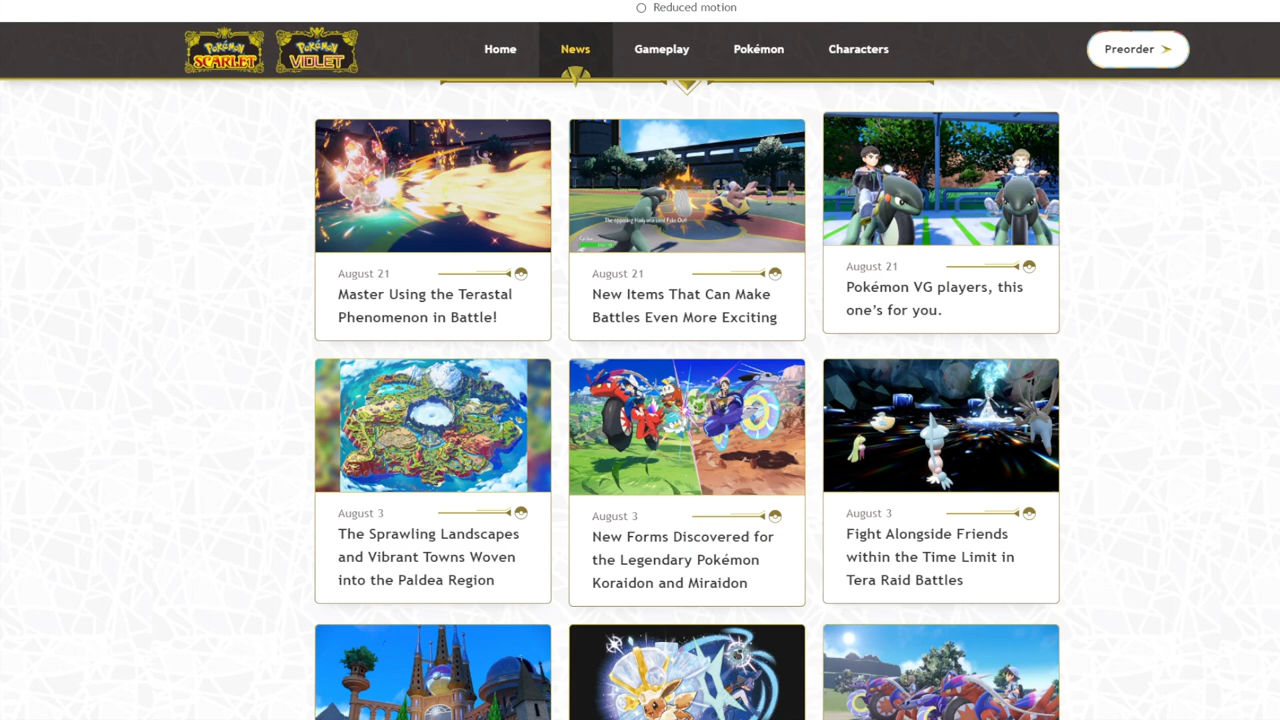 Reduced motion
Pokémon SCARLET
Pokémon VIOLET
Home
News
Gameplay
Pokémon
Characters
Preorder
August 21
Master Using the Terastal
Phenomenon in Battle!
August 21
New Items That Can Make
Battles Even More Exciting
August 21
Pokémon VG players, this
one’s for you.
August 3
The Sprawling Landscapes
and Vibrant Towns Woven
into the Paldea Region
August 3
New Forms Discovered for
the Legendary Pokémon
Koraidon and Miraidon
August 3
Fight Alongside Friends
within the Time Limit in
Tera Raid Battles